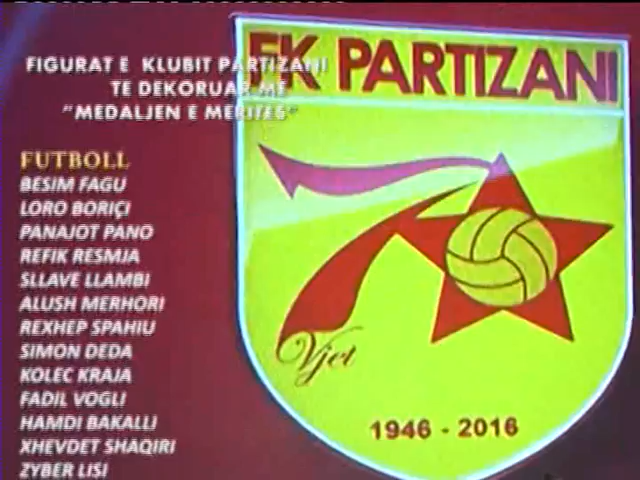 FK PARTIZANI
FIGURAT E KLUBIT PARTIZANI
TE DEKORUAR ME
"MEDALJEN E MERITES"
FUTBOLL
BESIM FAGU
LORO BORIÇI
PANAJOT PANO
REFIK RESMJA
SLLAVE LLAMBI
ALUSH MERHORI
REXHEP SPAHIU
SIMON DEDA
KOLEC KRAJA
FADIL VOGLI
HAMDI BAKALLI
XHEVDET SHAQIRI
ZYBER LISI
Vjet
1946 - 2016